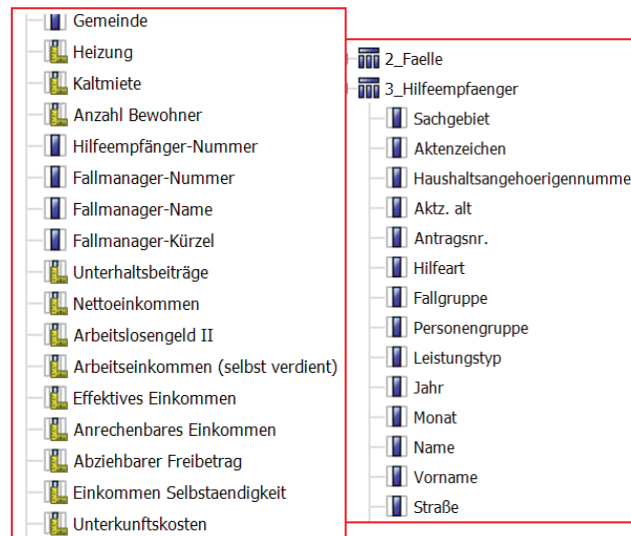 Gemeinde
Heizung
Kaltmiete
Anzahl Bewohner
Hilfeempfänger-Nummer
Fallmanager-Nummer
Fallmanager-Name
Fallmanager-Kürzel
Unterhaltsbeiträge
Nettoeinkommen
Arbeitslosengeld II
Arbeitseinkommen (selbst verdient)
Effektives Einkommen
Anrechenbares Einkommen
Abziehbarer Freibetrag
Einkommen Selbstaendigkeit
Unterkunftskosten
2_Faelle
3_Hilfeempfaenger
Sachgebiet
Aktenzeichen
Haushaltsangehoerigennumme
Aktz. alt
Antragsnr.
Hilfeart
Fallgruppe
Personengruppe
Leistungstyp
Jahr
Monat
Name
Vorname
Straße